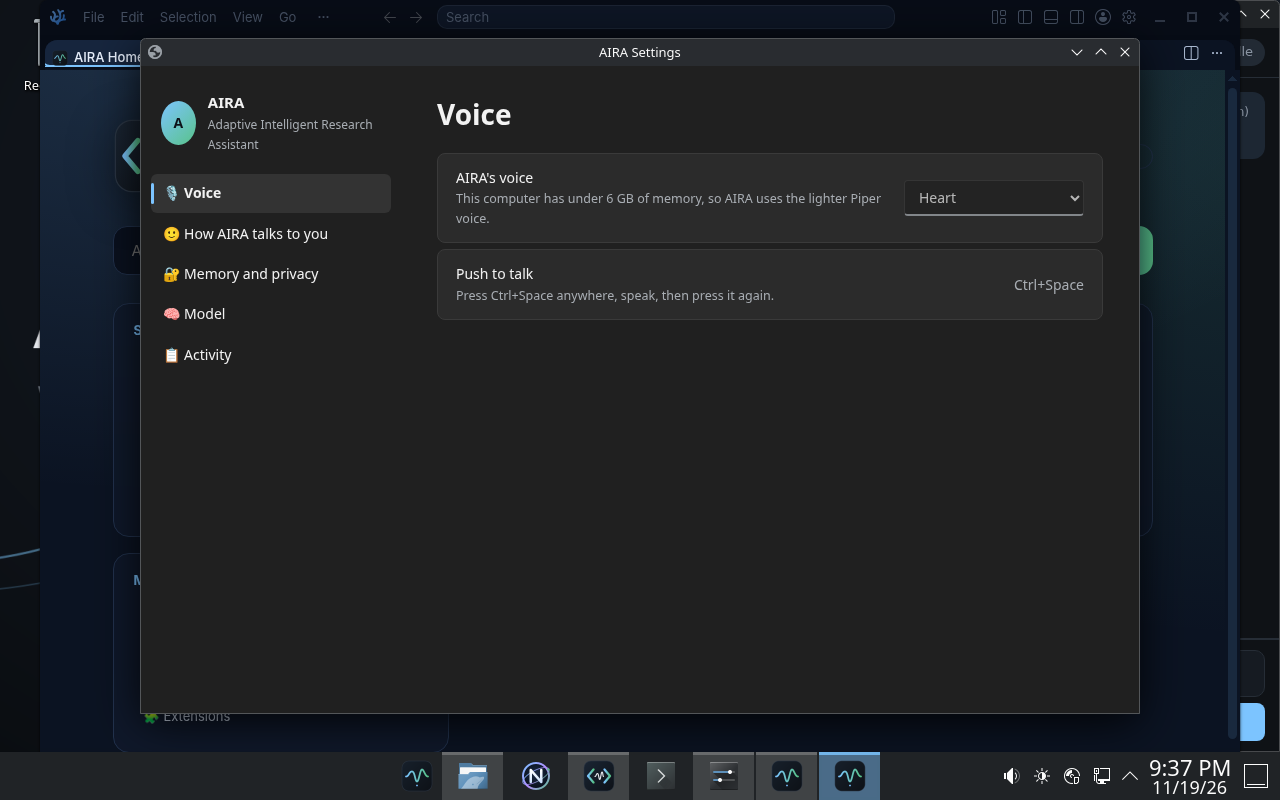 File Edit Selection View Go ···
Search
AIRA Home
AIRA Settings
A
AIRA
Adaptive Intelligent Research
Assistant
Voice
How AIRA talks to you
Memory and privacy
Model
Activity
Voice
AIRA's voice
This computer has under 6 GB of memory, so AIRA uses the lighter Piper
voice.
Heart
Push to talk
Press Ctrl+Space anywhere, speak, then press it again.
Ctrl+Space
Extensions
9:37 PM
11/19/26